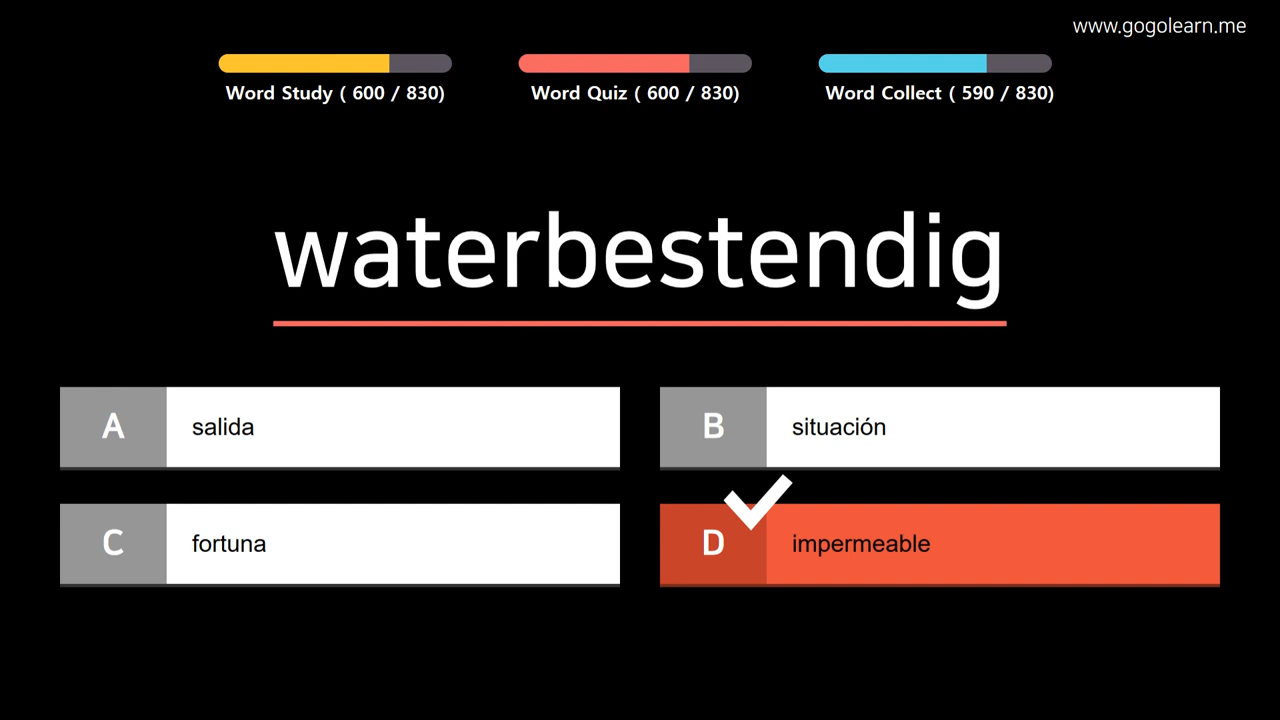 www.gogolearn.me
Word Study ( 600 / 830)
Word Quiz ( 600 / 830)
Word Collect ( 590 / 830)
waterbestendig
A
salida
B
situación
C
fortuna
D
impermeable